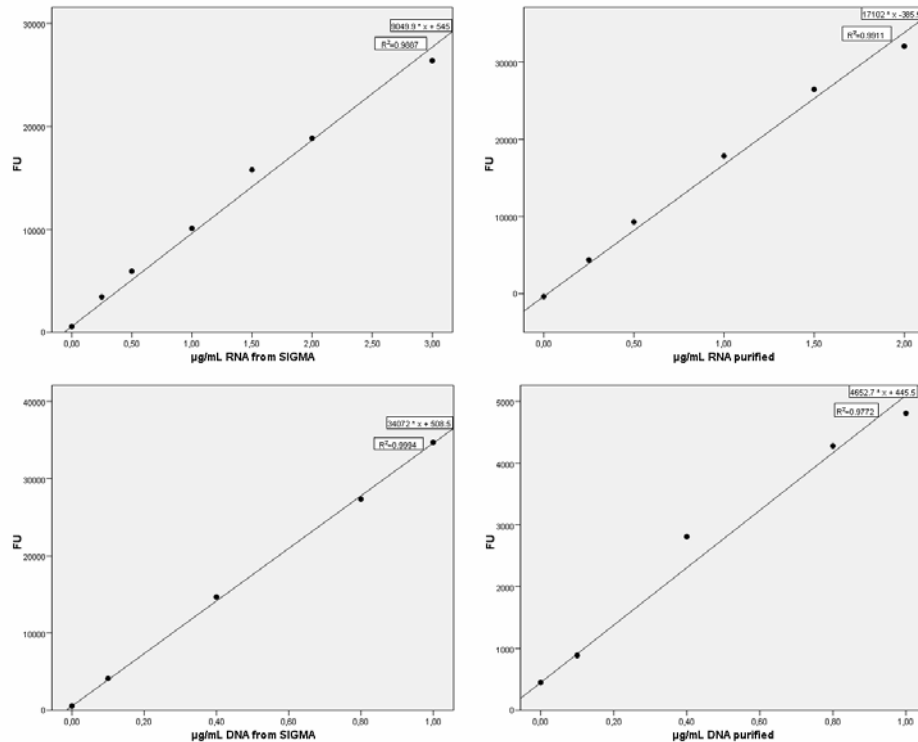 9049.9 * x + 545
R²=0.9887
30000
20000
10000
0
FU
0,00 0,50 1,00 1,50 2,00 2,50 3,00
µg/mL RNA from SIGMA
17102 * x -385.9
R²=0.9911
30000
20000
10000
0
FU
0,00 0,50 1,00 1,50 2,00
µg/mL RNA purified
34072 * x + 508.5
R²=0.9994
40000
30000
20000
10000
0
FU
0,00 0,20 0,40 0,60 0,80 1,00
µg/mL DNA from SIGMA
4652.7 * x + 445.5
R²=0.9772
5000
4000
3000
2000
1000
0
FU
0,00 0,20 0,40 0,60 0,80 1,00
µg/mL DNA purified